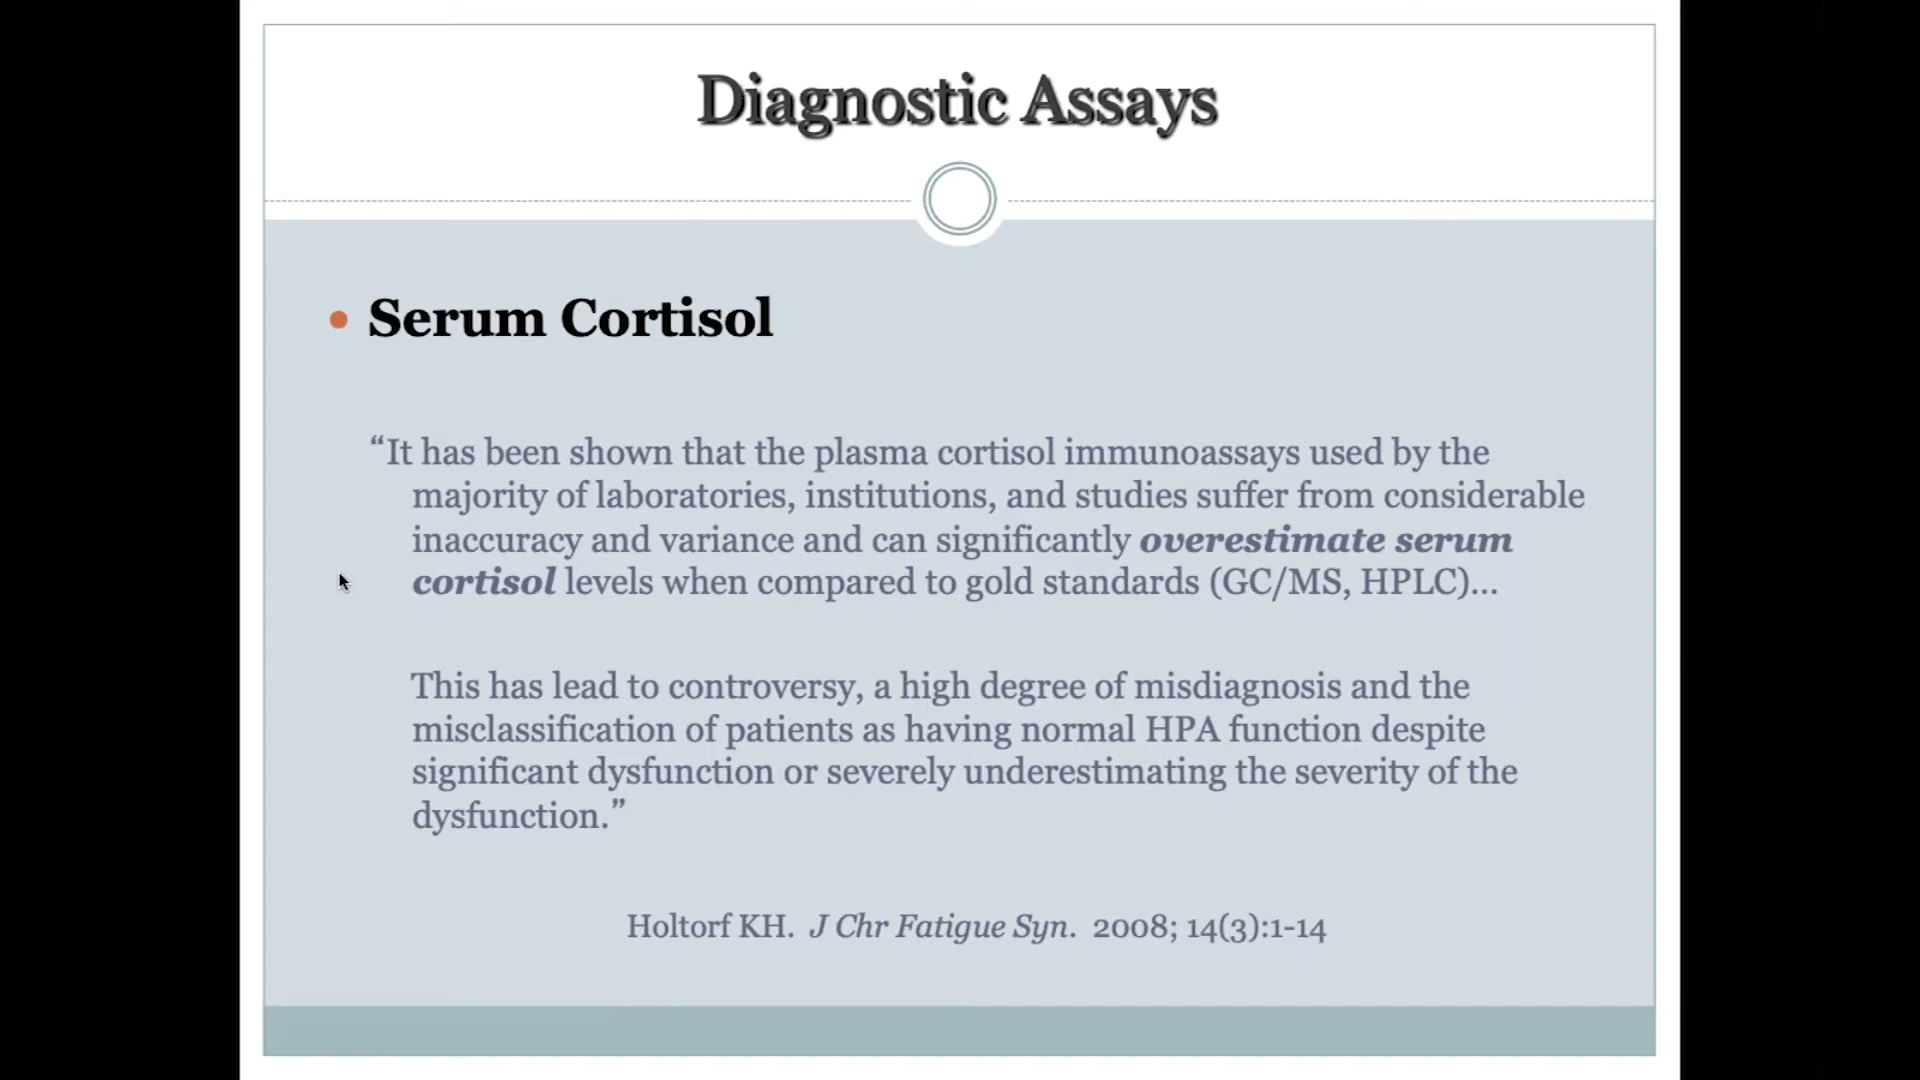 Diagnostic Assays
• Serum Cortisol
“It has been shown that the plasma cortisol immunoassays used by the
majority of laboratories, institutions, and studies suffer from considerable
inaccuracy and variance and can significantly overestimate serum
cortisol levels when compared to gold standards (GC/MS, HPLC)...
This has lead to controversy, a high degree of misdiagnosis and the
misclassification of patients as having normal HPA function despite
significant dysfunction or severely underestimating the severity of the
dysfunction.”
Holtorf KH. J Chr Fatigue Syn. 2008; 14(3):1-14